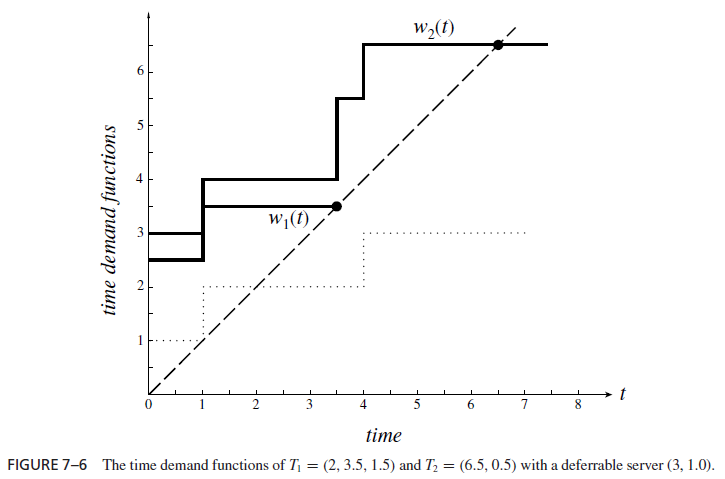 w₂(t)
6
5
4
w₁(t)
3
2
1
time demand functions
0 1 2 3 4 5 6 7 8 t
time
FIGURE 7–6 The time demand functions of T₁ = (2, 3.5, 1.5) and T₂ = (6.5, 0.5) with a deferrable server (3, 1.0).